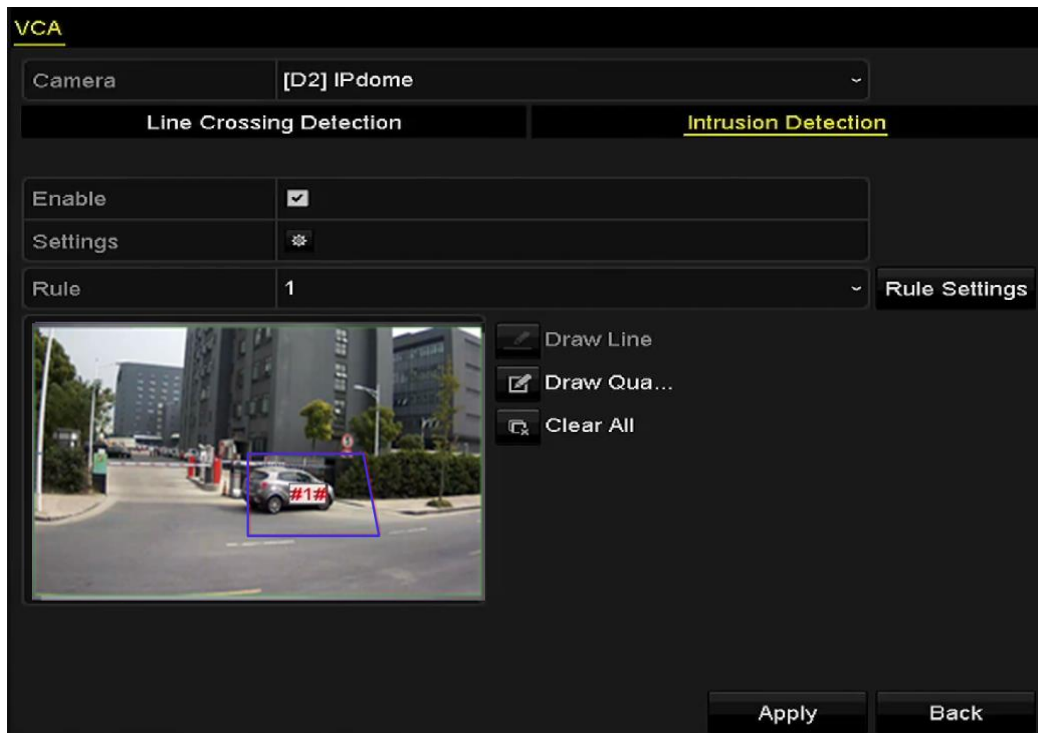 VCA
Camera [D2] IPdome
Line Crossing Detection Intrusion Detection
Enable
Settings
Rule 1 Rule Settings
Draw Line
Draw Qua...
Clear All
#1#
Apply Back